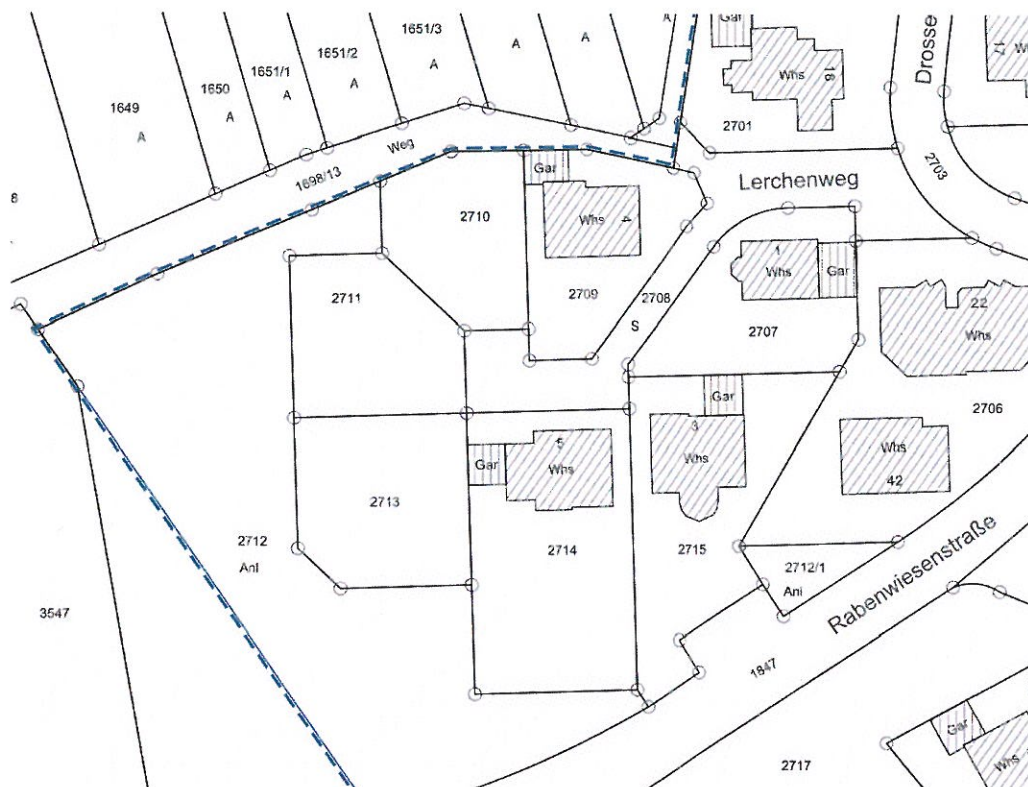 1649
A
1650
A
1651/1
A
1651/2
A
1651/3
A
A
A
A
Gar
Whs
18
2701
Drosse
17
8
1698/13
Weg
2703
Lerchenweg
Gar
Whs
4
2710
2709
2708
S
1
Whs
Gar
2707
22
Whs
2706
2711
Gar
3
Whs
Whs
42
Gar
5
Whs
2713
2712
Anl
2714
2715
2712/1
Anl
Rabenwiesenstraße
3547
1847
2717
Gar
Whs